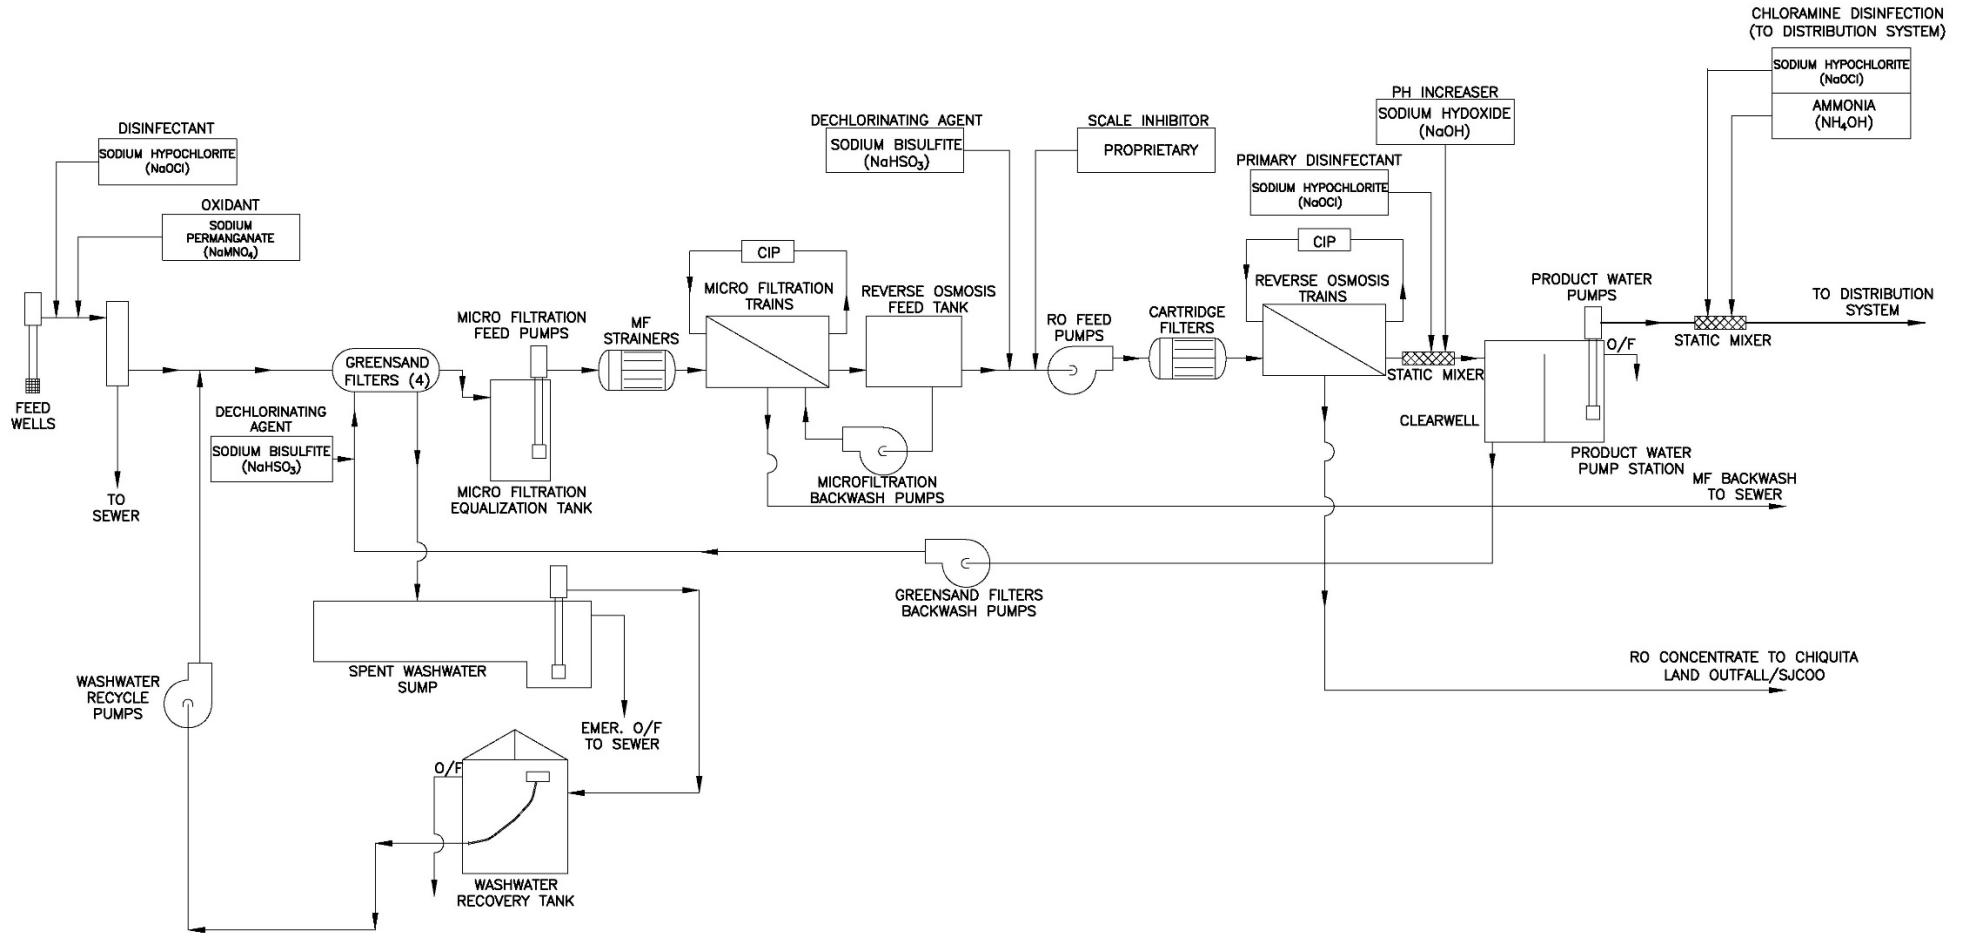 CHLORAMINE DISINFECTION
(TO DISTRIBUTION SYSTEM)
SODIUM HYPOCHLORITE
(NaOCl)
AMMONIA
(NH₄OH)
DISINFECTANT
SODIUM HYPOCHLORITE
(NaOCl)
OXIDANT
SODIUM
PERMANGANATE
(NaMNO₄)
DECHLORINATING AGENT
SODIUM BISULFITE
(NaHSO₃)
SCALE INHIBITOR
PROPRIETARY
PH INCREASER
SODIUM HYDOXIDE
(NaOH)
PRIMARY DISINFECTANT
SODIUM HYPOCHLORITE
(NaOCl)
CIP
CIP
FEED
WELLS
TO
SEWER
GREENSAND
FILTERS (4)
DECHLORINATING
AGENT
SODIUM BISULFITE
(NaHSO₃)
MICRO FILTRATION
FEED PUMPS
MICRO FILTRATION
EQUALIZATION TANK
MF
STRAINERS
MICRO FILTRATION
TRAINS
REVERSE OSMOSIS
FEED TANK
MICROFILTRATION
BACKWASH PUMPS
RO FEED
PUMPS
CARTRIDGE
FILTERS
REVERSE OSMOSIS
TRAINS
STATIC MIXER
CLEARWELL
PRODUCT WATER
PUMPS
O/F
PRODUCT WATER
PUMP STATION
STATIC MIXER
TO DISTRIBUTION
SYSTEM
MF BACKWASH
TO SEWER
GREENSAND FILTERS
BACKWASH PUMPS
SPENT WASHWATER
SUMP
EMER. O/F
TO SEWER
RO CONCENTRATE TO CHIQUITA
LAND OUTFALL/SJCOO
WASHWATER
RECYCLE
PUMPS
O/F
WASHWATER
RECOVERY TANK